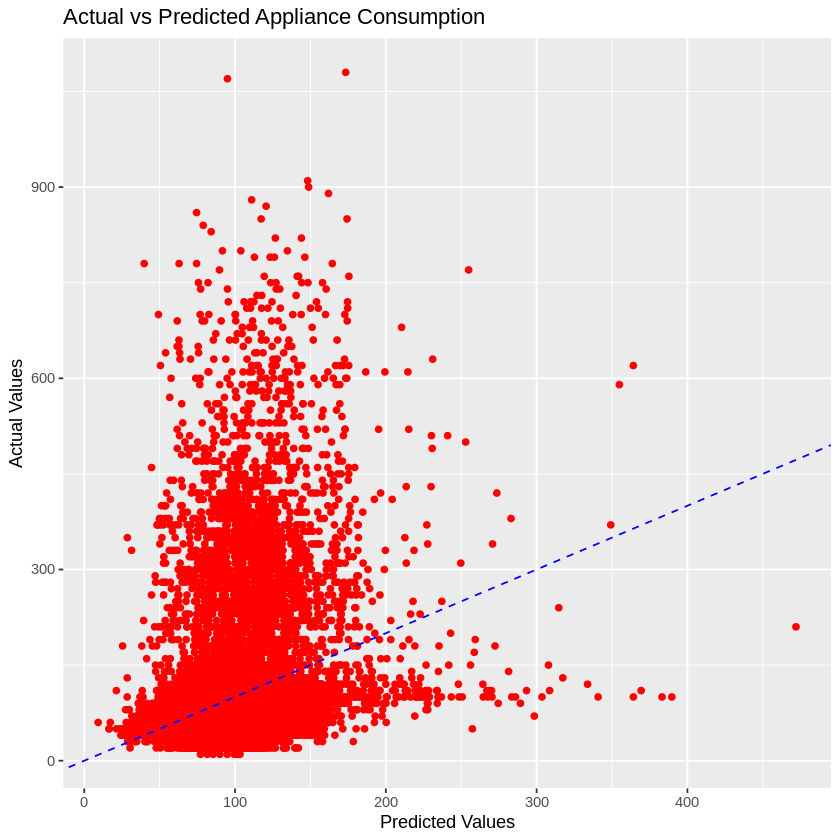 Actual vs Predicted Appliance Consumption
Actual Values
900
600
300
0
0 100 200 300 400
Predicted Values